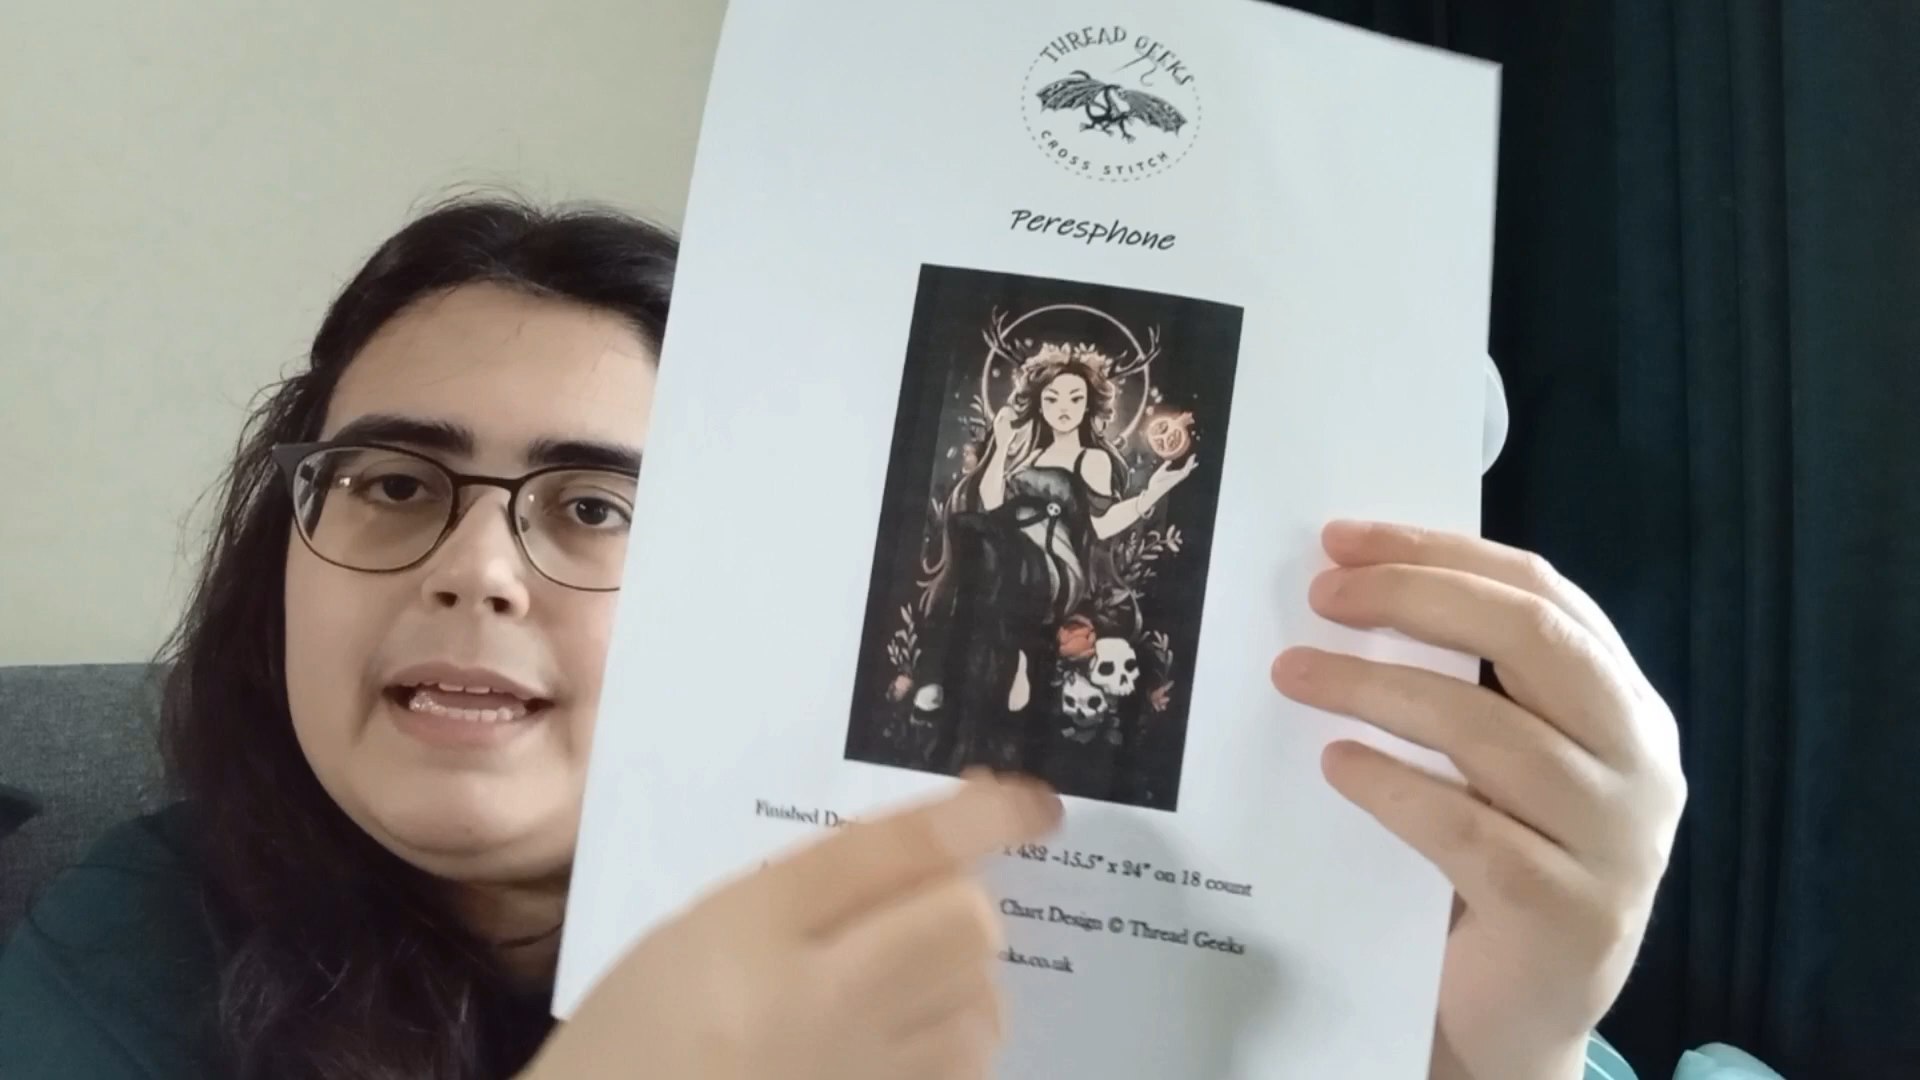 THREAD GEEKS
CROSS STITCH
Peresphone
Finished
x 432 ~15.5" x 24" on 18 count
Chart Design © Thread Geeks
ks.co.uk